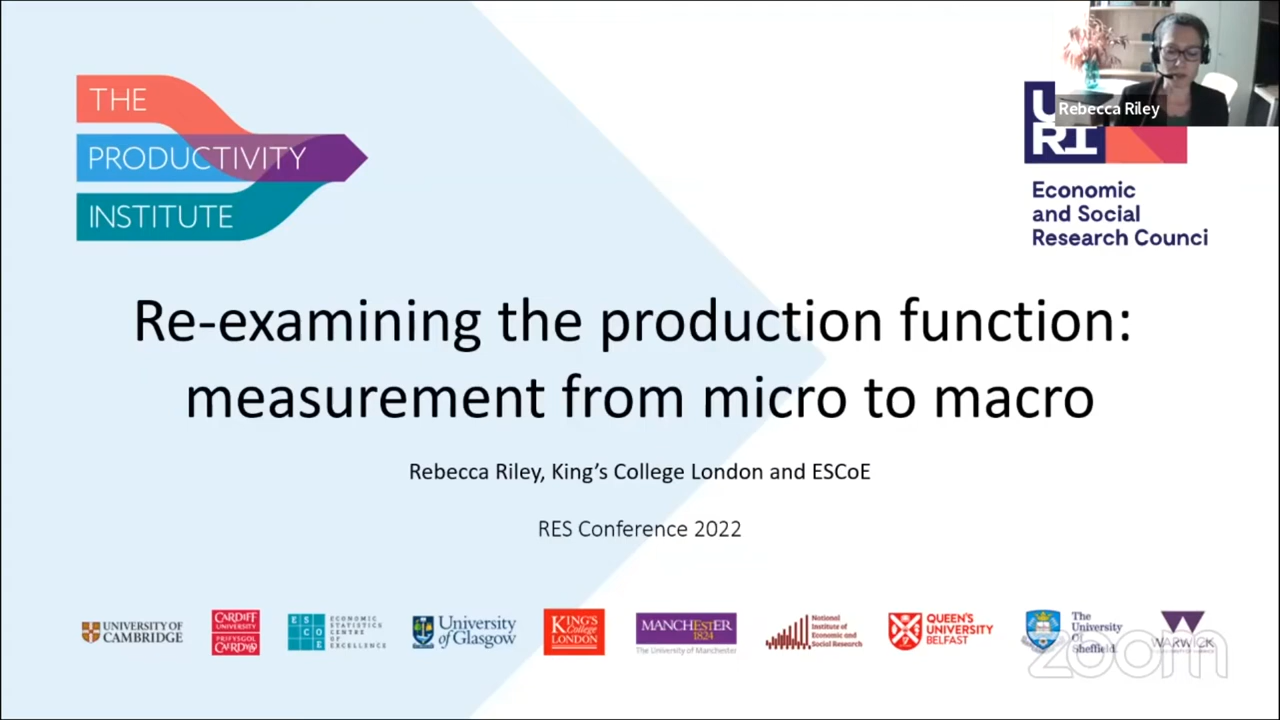 THE
PRODUCTIVITY
INSTITUTE
Rebecca Riley
U
RI
Economic
and Social
Research Counci
Re-examining the production function:
measurement from micro to macro
Rebecca Riley, King's College London and ESCoE
RES Conference 2022
UNIVERSITY OF
CAMBRIDGE
CARDIFF
UNIVERSITY
PRIFYSGOL
CAERDYDD
ES
CO
E
ECONOMIC
STATISTICS
CENTRE
OF
EXCELLENCE
University
of Glasgow
KING'S
College
LONDON
MANCHESTER
1824
The University of Manchester
National
Institute of
Economic and
Social Research
QUEEN'S
UNIVERSITY
BELFAST
The
University
Of
Sheffield.
WARWICK
zoom